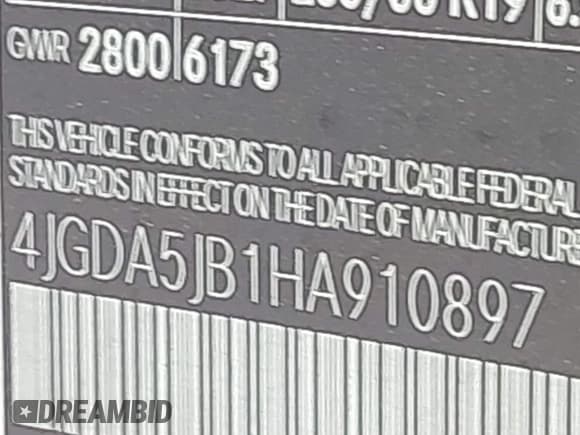 R19
GVWR 2800 6173
THIS VEHICLE CONFORMS TO ALL APPLICABLE FEDERAL
STANDARDS IN EFFECT ON THE DATE OF MANUFACTURE
4JGDA5JB1HA910897
DREAMBID